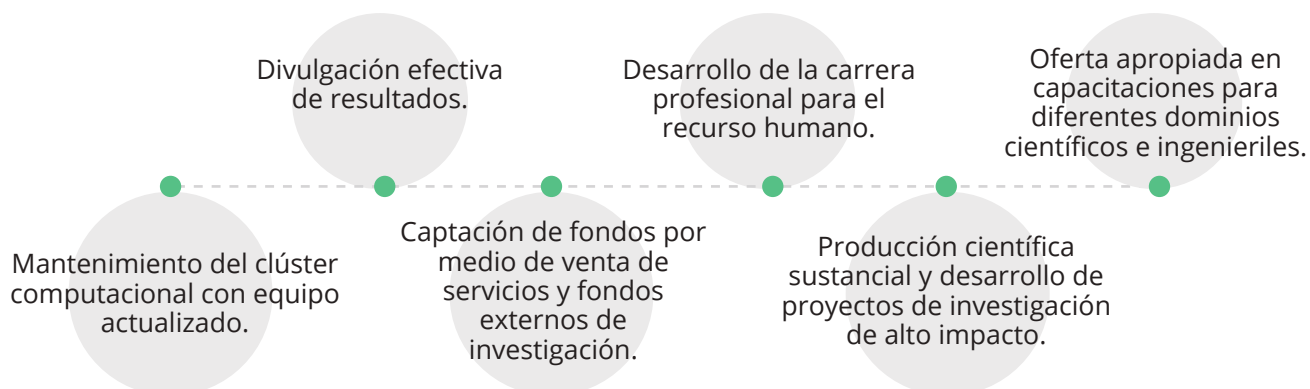 Mantenimiento del clúster
computacional con equipo
actualizado.
Divulgación efectiva
de resultados.
Captación de fondos por
medio de venta de
servicios y fondos
externos de
investigación.
Desarrollo de la carrera
profesional para el
recurso humano.
Producción científica
sustancial y desarrollo de
proyectos de investigación
de alto impacto.
Oferta apropiada en
capacitaciones para
diferentes dominios
científicos e ingenieriles.